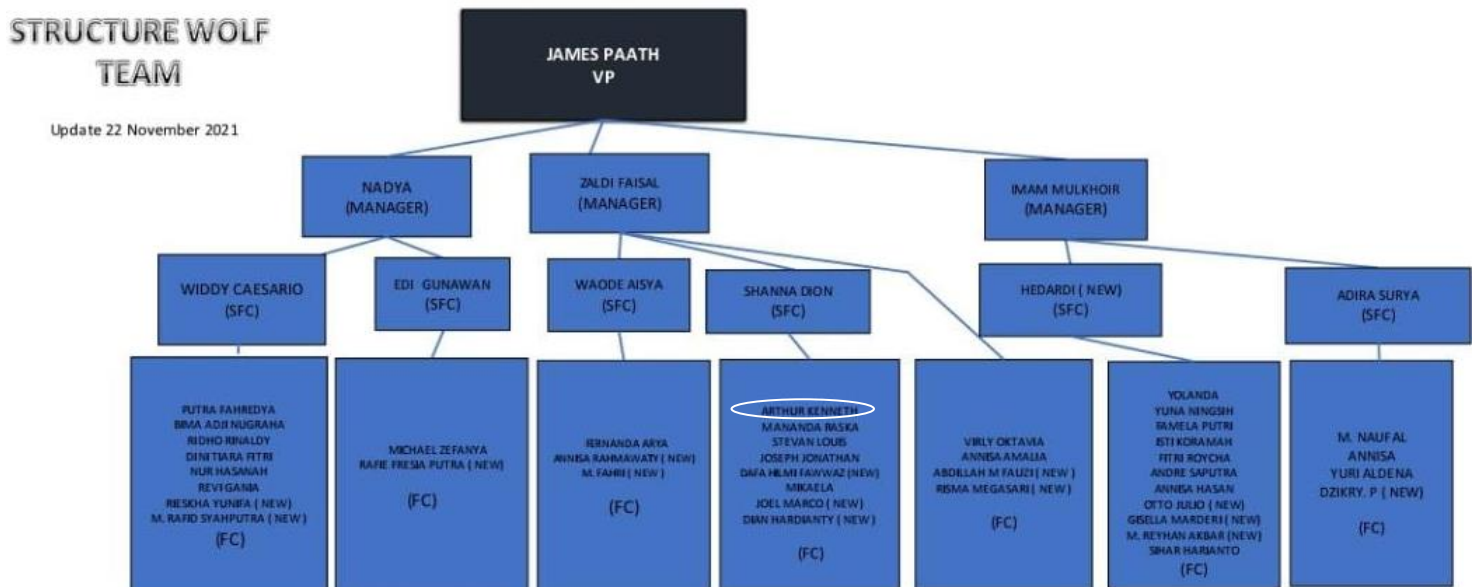 STRUCTURE WOLF
TEAM
Update 22 November 2021
JAMES PAATH
VP
NADYA
(MANAGER)
ZALDI FAISAL
(MANAGER)
IMAM MULKHOIR
(MANAGER)
WIDDY CAESARIO
(SFC)
EDI GUNAWAN
(SFC)
WAODE AISYA
(SFC)
SHANNA DION
(SFC)
HEDARDI ( NEW)
(SFC)
ADIRA SURYA
(SFC)
PUTRA FAHREDYA
BIMA ADJI NUGRAHA
RIDHO RINALDY
DINI TIARA FITRI
NUR HASANAH
REVI GANIA
RIESKHA YUNIFA ( NEW )
M. RAFID SYAHPUTRA ( NEW )
(FC)
MICHAEL ZEFANYA
RAFIE FRESIA PUTRA ( NEW)
(FC)
FERNANDA ARYA
ANNISA RAHMAWATY ( NEW)
M. FAHRI ( NEW )
(FC)
ARTHUR KENNETH
MANANDA RASKA
STEVAN LOUIS
JOSEPH JONATHAN
DAFA HILMI FAWWAZ (NEW)
MIKAELA
JOEL MARCO ( NEW )
DIAN HARDIANTY ( NEW )
(FC)
VIRLY OKTAVIA
ANNISA AMALIA
ABDILLAH M FAUZI ( NEW )
RISMA MEGASARI ( NEW )
(FC)
YOLANDA
YUNA NINGSIH
FAMELA PUTRI
ISTI KORAMAH
FITRI ROYCHA
ANDRE SAPUTRA
ANNISA HASAN
OTTO JULIO ( NEW )
GISELLA MARDERI ( NEW)
M. REYHAN AKBAR (NEW)
SIHAR HARIANTO
(FC)
M. NAUFAL
ANNISA
YURI ALDENA
DZIKRY. P ( NEW)
(FC)